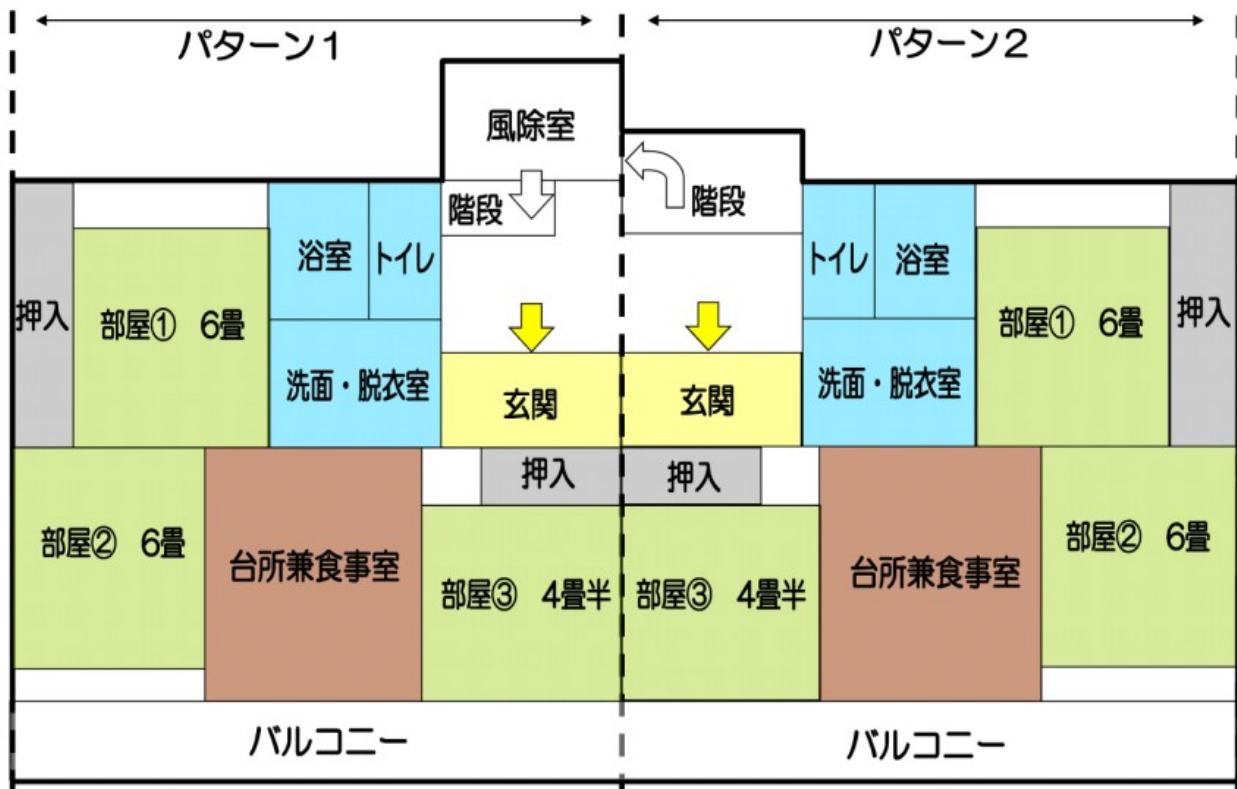 パターン1
パターン2
風除室
階段
階段
浴室
トイレ
トイレ
浴室
押入
部屋① 6畳
部屋① 6畳
押入
洗面・脱衣室
玄関
玄関
洗面・脱衣室
押入
押入
部屋② 6畳
台所兼食事室
部屋③ 4畳半
部屋③ 4畳半
台所兼食事室
部屋② 6畳
バルコニー
バルコニー